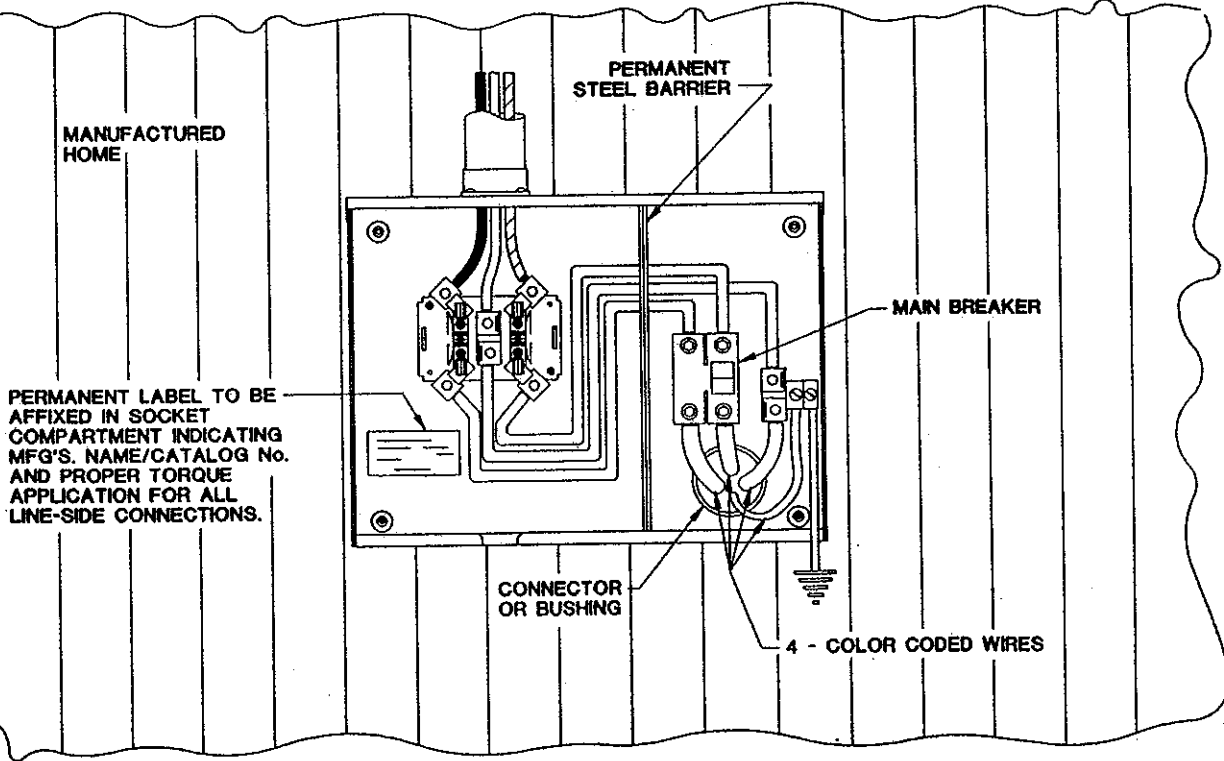 PERMANENT
STEEL BARRIER
MANUFACTURED
HOME
MAIN BREAKER
PERMANENT LABEL TO BE
AFFIXED IN SOCKET
COMPARTMENT INDICATING
MFG'S. NAME/CATALOG No.
AND PROPER TORQUE
APPLICATION FOR ALL
LINE-SIDE CONNECTIONS.
CONNECTOR
OR BUSHING
4 - COLOR CODED WIRES